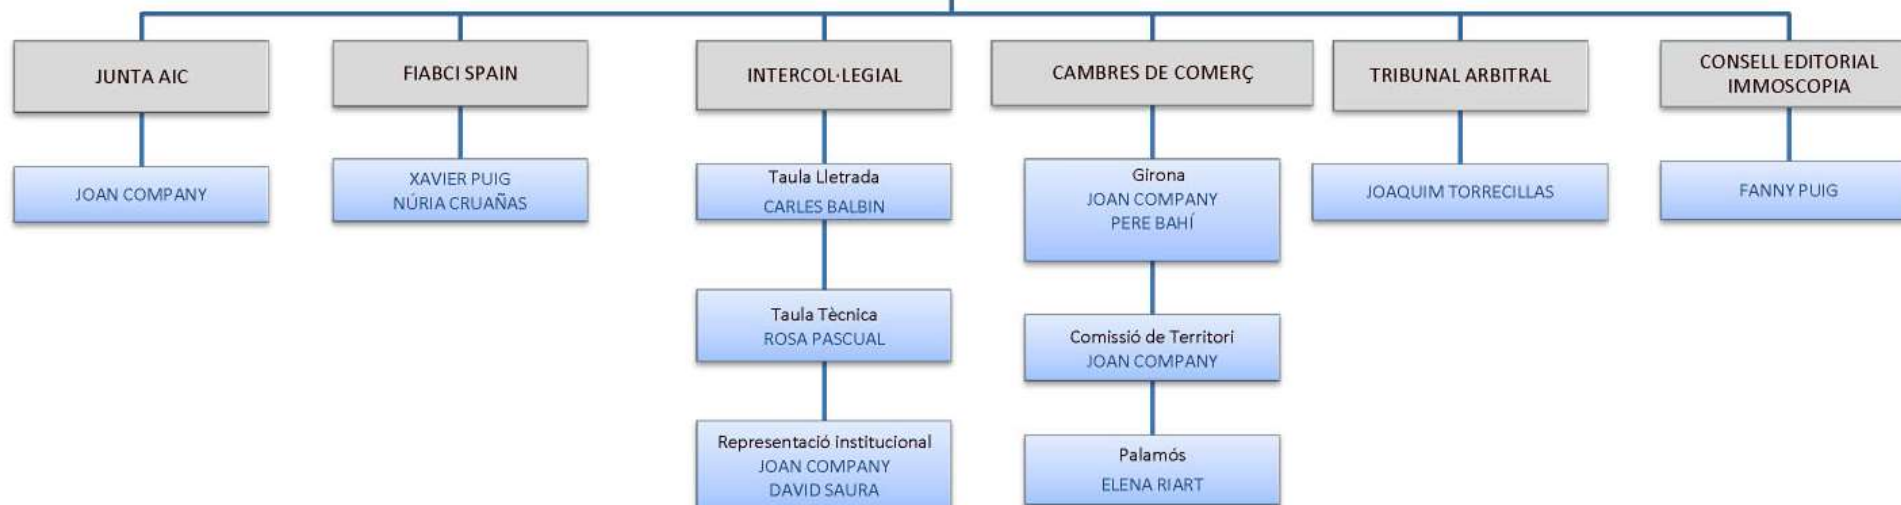 JUNTA AIC
JOAN COMPANY
FIABCI SPAIN
XAVIER PUIG
NÚRIA CRUAÑAS
INTERCOL·LEGIAL
Taula Lletrada
CARLES BALBIN
Taula Tècnica
ROSA PASCUAL
Representació institucional
JOAN COMPANY
DAVID SAURA
CAMBRES DE COMERÇ
Girona
JOAN COMPANY
PERE BAHÍ
Comissió de Territori
JOAN COMPANY
Palamós
ELENA RIART
TRIBUNAL ARBITRAL
JOAQUIM TORRECILLAS
CONSELL EDITORIAL
IMMOSCOPIA
FANNY PUIG